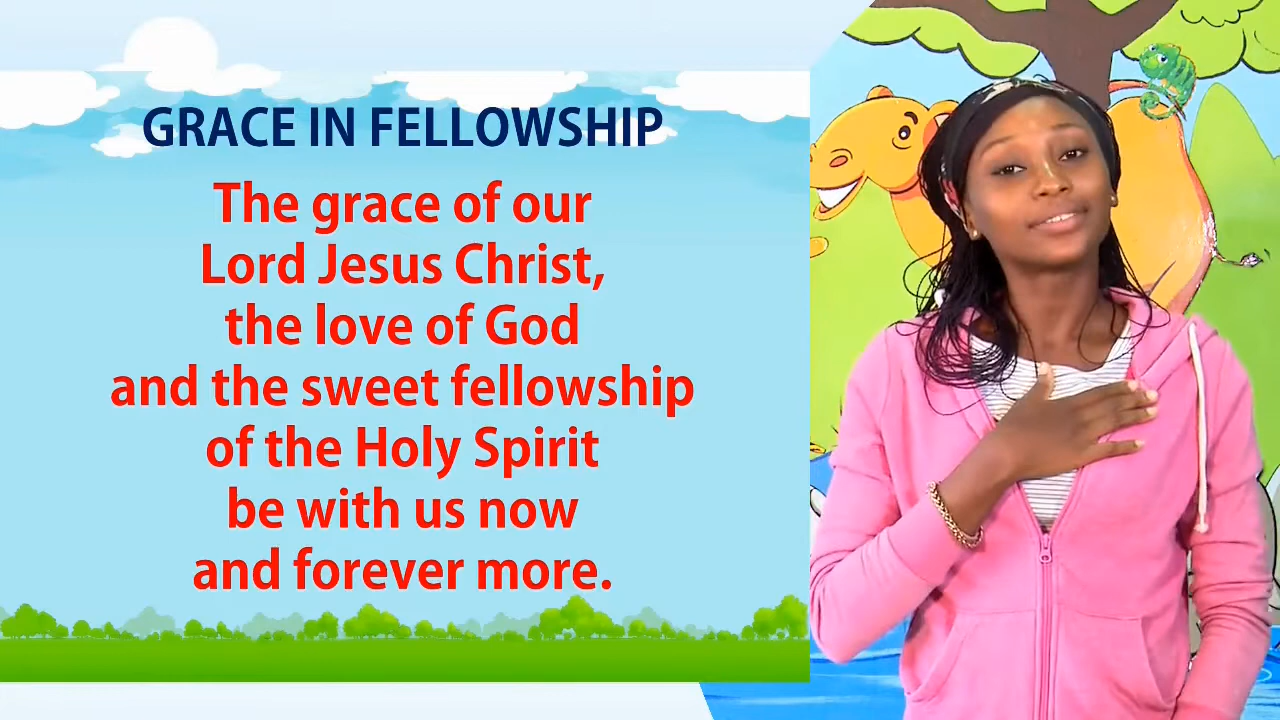 GRACE IN FELLOWSHIP
The grace of our
Lord Jesus Christ,
the love of God
and the sweet fellowship
of the Holy Spirit
be with us now
and forever more.